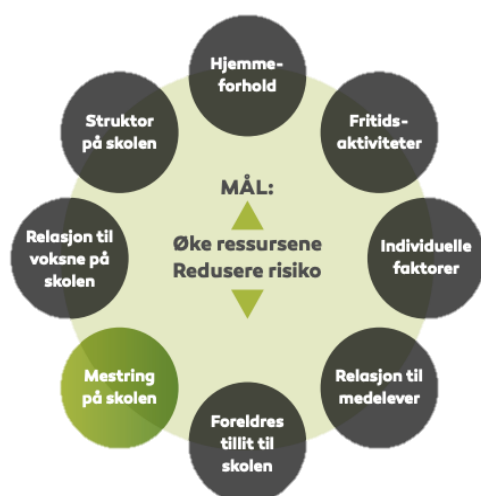 Hjemme-
forhold
Fritids-
aktiviteter
Individuelle
faktorer
Relasjon til
medelever
Foreldres
tillit til
skolen
Mestring
på skolen
Relasjon til
voksne på
skolen
Struktor
på skolen
MÅL:
Øke ressursene
Redusere risiko